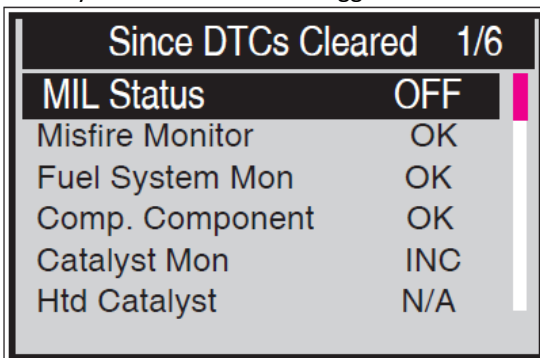 Since DTCs Cleared 1/6
MIL Status OFF
Misfire Monitor OK
Fuel System Mon OK
Comp. Component OK
Catalyst Mon INC
Htd Catalyst N/A